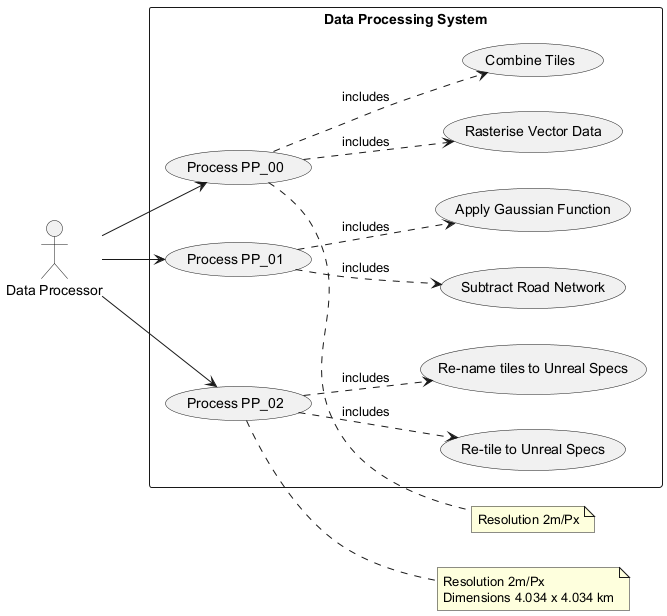 Data Processing System
Combine Tiles
includes
Rasterise Vector Data
includes
Process PP_00
Apply Gaussian Function
includes
Process PP_01
includes
Subtract Road Network
Data Processor
Re-name tiles to Unreal Specs
includes
Process PP_02
includes
Re-tile to Unreal Specs
Resolution 2m/Px
Resolution 2m/Px
Dimensions 4.034 x 4.034 km